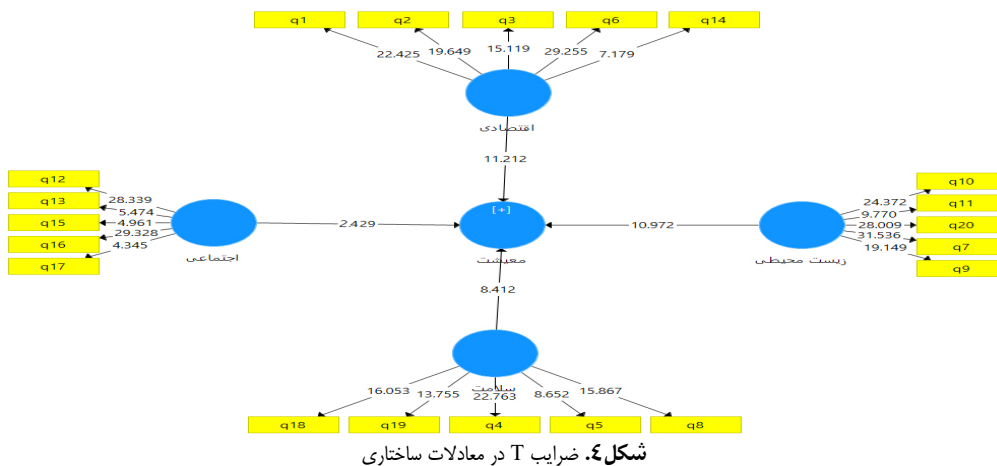 q1 q2 q3 q6 q14
22.425 19.649 15.119 29.255 7.179
اقتصادی
11.212
q12
q13
q15
q16
q17
28.339
5.474
4.961
29.328
4.345
اجتماعی
2.429
[+]
معیشت
10.972
زیست محیطی
24.372
9.770
28.009
31.536
19.149
q10
q11
q20
q7
q9
8.412
سلامت
16.053 13.755 22.763 8.652 15.867
q18 q19 q4 q5 q8
شکل٤. ضرایب T در معادلات ساختاری